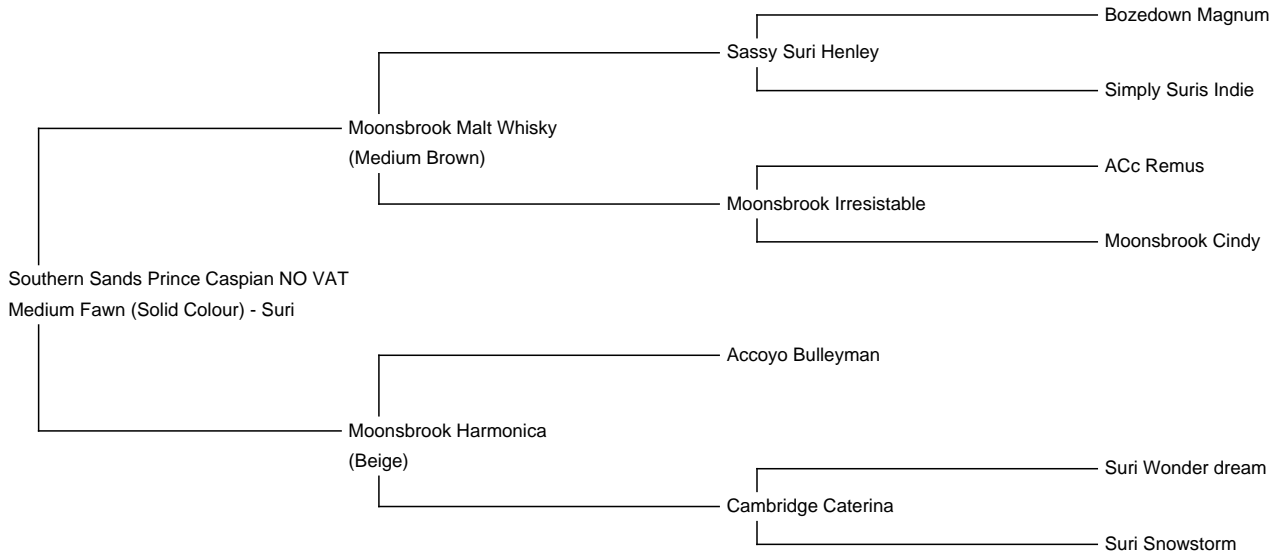 Bozedown Magnum
Sassy Suri Henley
Simply Suris Indie
Moonsbrook Malt Whisky
(Medium Brown)
ACc Remus
Moonsbrook Irresistable
Moonsbrook Cindy
Southern Sands Prince Caspian NO VAT
Medium Fawn (Solid Colour) - Suri
Accoyo Bulleyman
Moonsbrook Harmonica
(Beige)
Suri Wonder dream
Cambridge Caterina
Suri Snowstorm